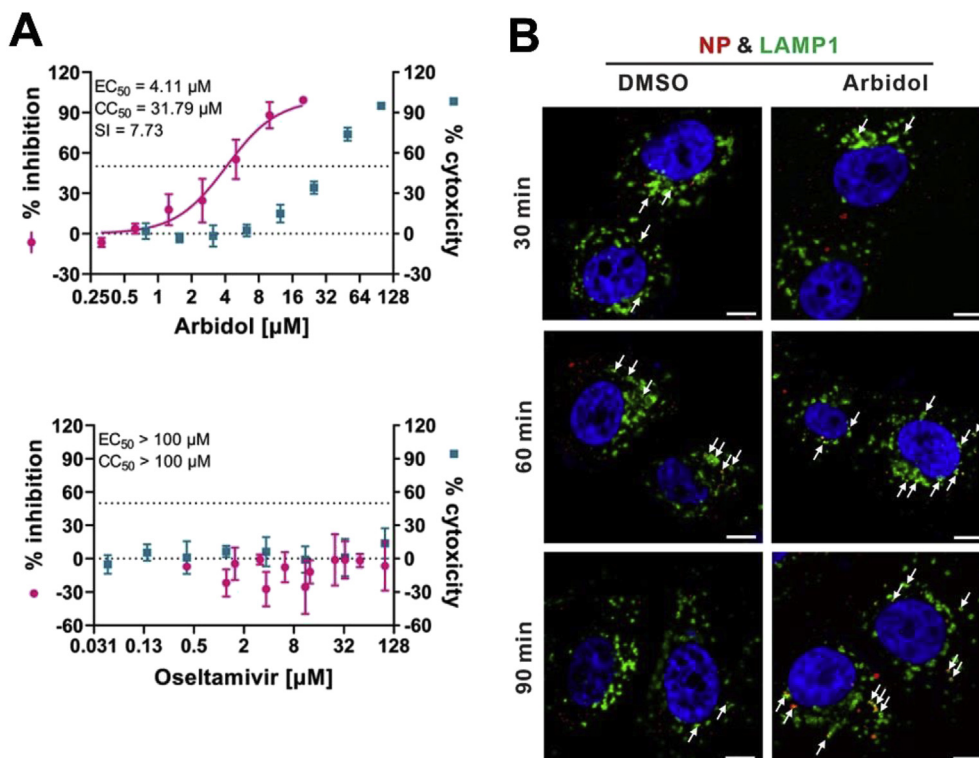 A
EC50 = 4.11 µM
CC50 = 31.79 µM
SI = 7.73
% inhibition
120
90
60
30
0
-30
120
90
60
30
0
-30
% cytoxicity
0.25 0.5 1 2 4 8 16 32 64 128
Arbidol [µM]
EC50 > 100 µM
CC50 > 100 µM
% inhibition
120
90
60
30
0
-30
-60
120
90
60
30
0
-30
-60
% cytoxicity
0.031 0.13 0.5 2 8 32 128
Oseltamivir [µM]
B
NP & LAMP1
DMSO Arbidol
30 min
60 min
90 min